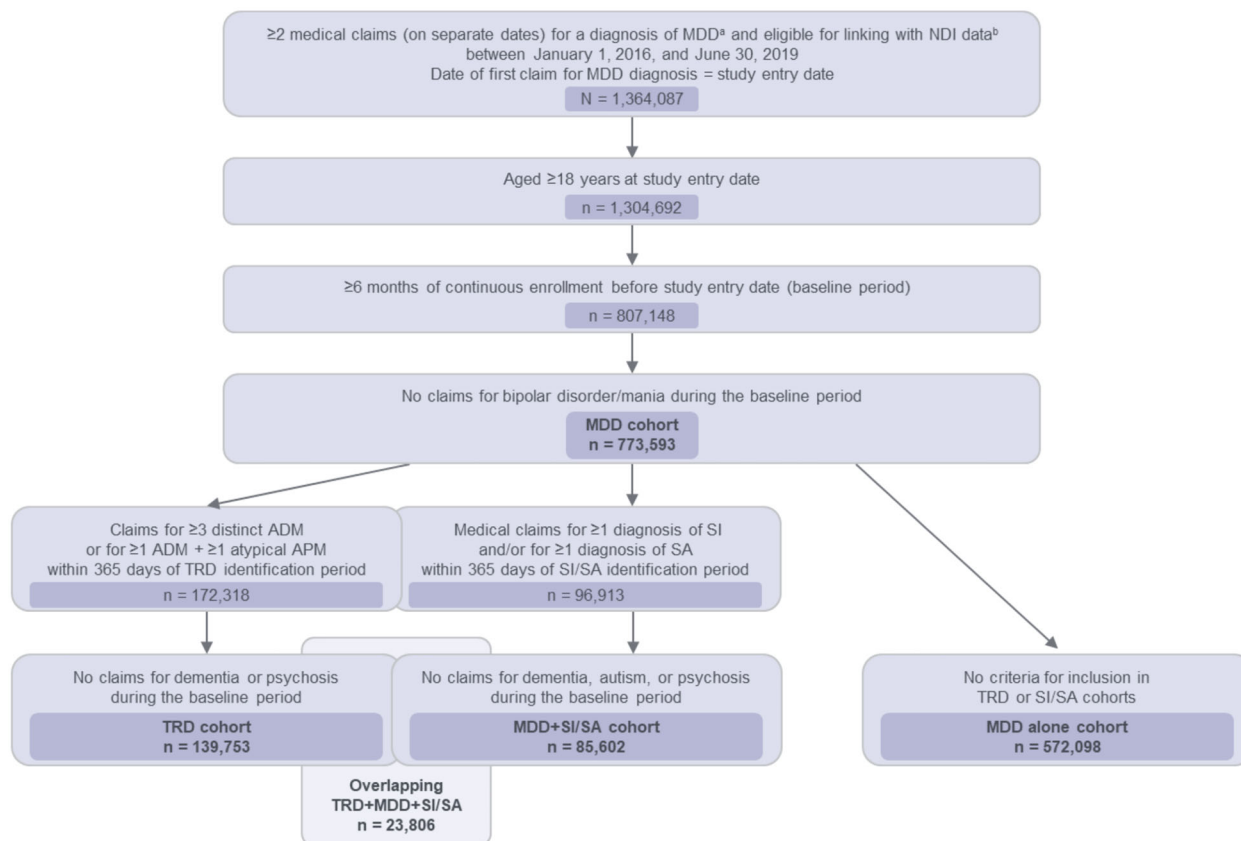 ≥2 medical claims (on separate dates) for a diagnosis of MDDᵃ and eligible for linking with NDI dataᵇ
between January 1, 2016, and June 30, 2019
Date of first claim for MDD diagnosis = study entry date
N = 1,364,087
Aged ≥18 years at study entry date
n = 1,304,692
≥6 months of continuous enrollment before study entry date (baseline period)
n = 807,148
No claims for bipolar disorder/mania during the baseline period
MDD cohort
n = 773,593
Claims for ≥3 distinct ADM
or for ≥1 ADM + ≥1 atypical APM
within 365 days of TRD identification period
n = 172,318
Medical claims for ≥1 diagnosis of SI
and/or for ≥1 diagnosis of SA
within 365 days of SI/SA identification period
n = 96,913
No claims for dementia or psychosis
during the baseline period
TRD cohort
n = 139,753
No claims for dementia, autism, or psychosis
during the baseline period
MDD+SI/SA cohort
n = 85,602
No criteria for inclusion in
TRD or SI/SA cohorts
MDD alone cohort
n = 572,098
Overlapping
TRD+MDD+SI/SA
n = 23,806